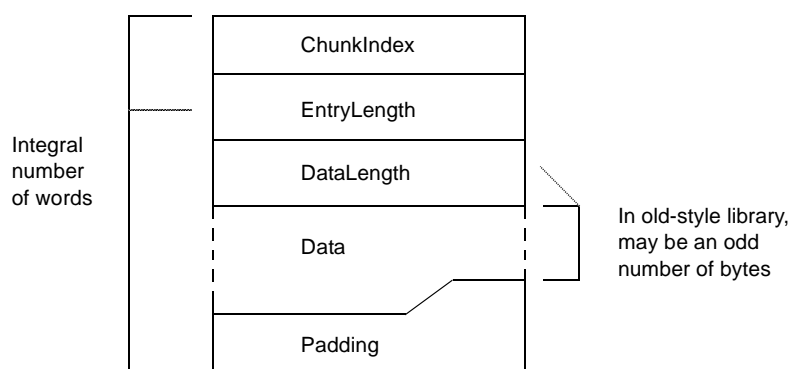 ChunkIndex
EntryLength
Integral
number
of words
DataLength
In old-style library,
may be an odd
number of bytes
Data
Padding